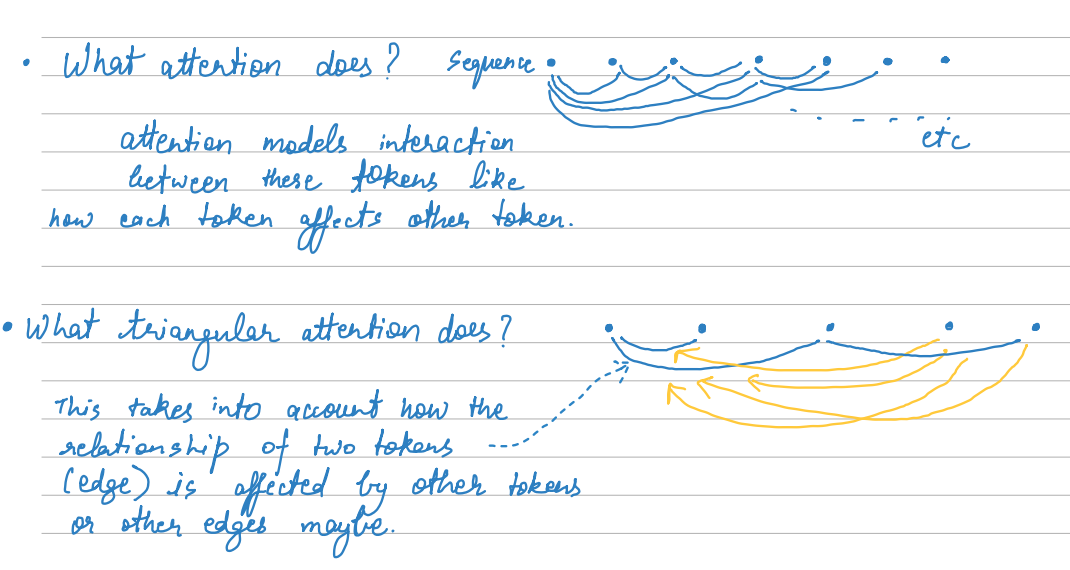 • What attention does? Sequence
etc
attention models interaction
between these tokens like
how each token affects other token.
• What triangular attention does?
This takes into account how the
relationship of two tokens
(edge) is affected by other tokens
or other edges maybe.